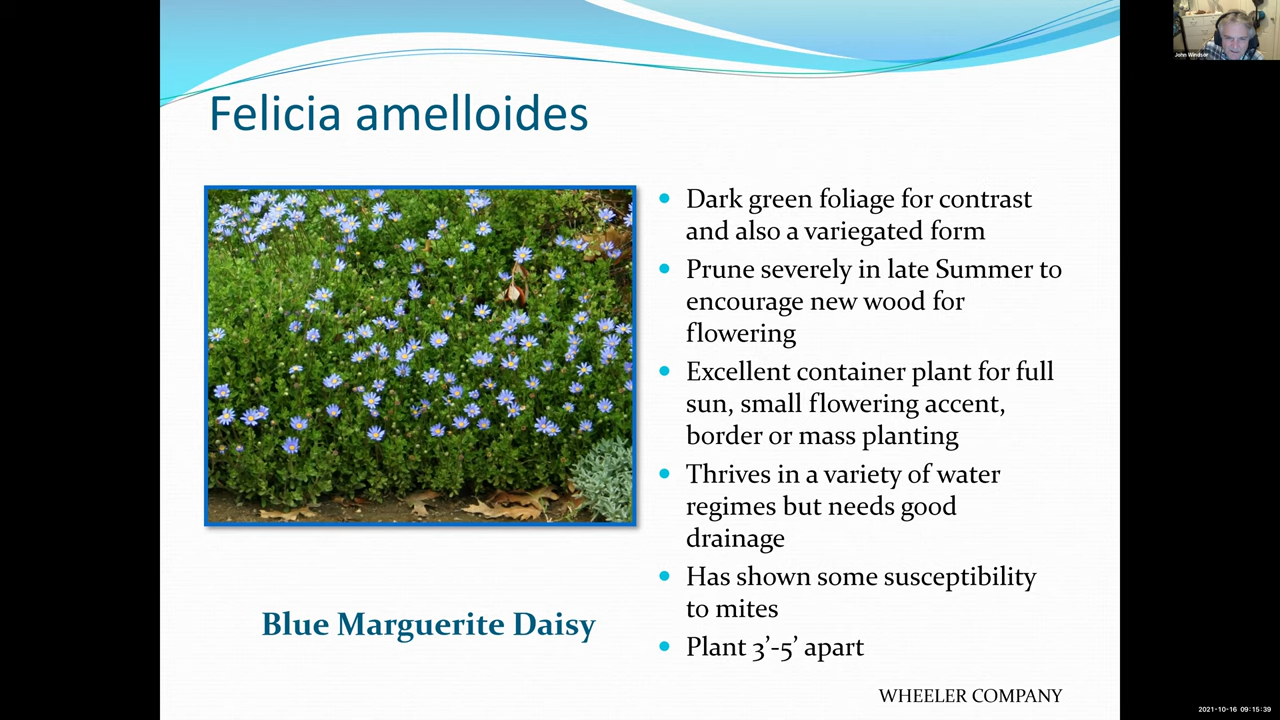 John Windsor
Felicia amelloides
Dark green foliage for contrast
and also a variegated form
Prune severely in late Summer to
encourage new wood for
flowering
Excellent container plant for full
sun, small flowering accent,
border or mass planting
Thrives in a variety of water
regimes but needs good
drainage
Has shown some susceptibility
to mites
Plant 3’-5’ apart
Blue Marguerite Daisy
WHEELER COMPANY
2021-10-16 09:15:39